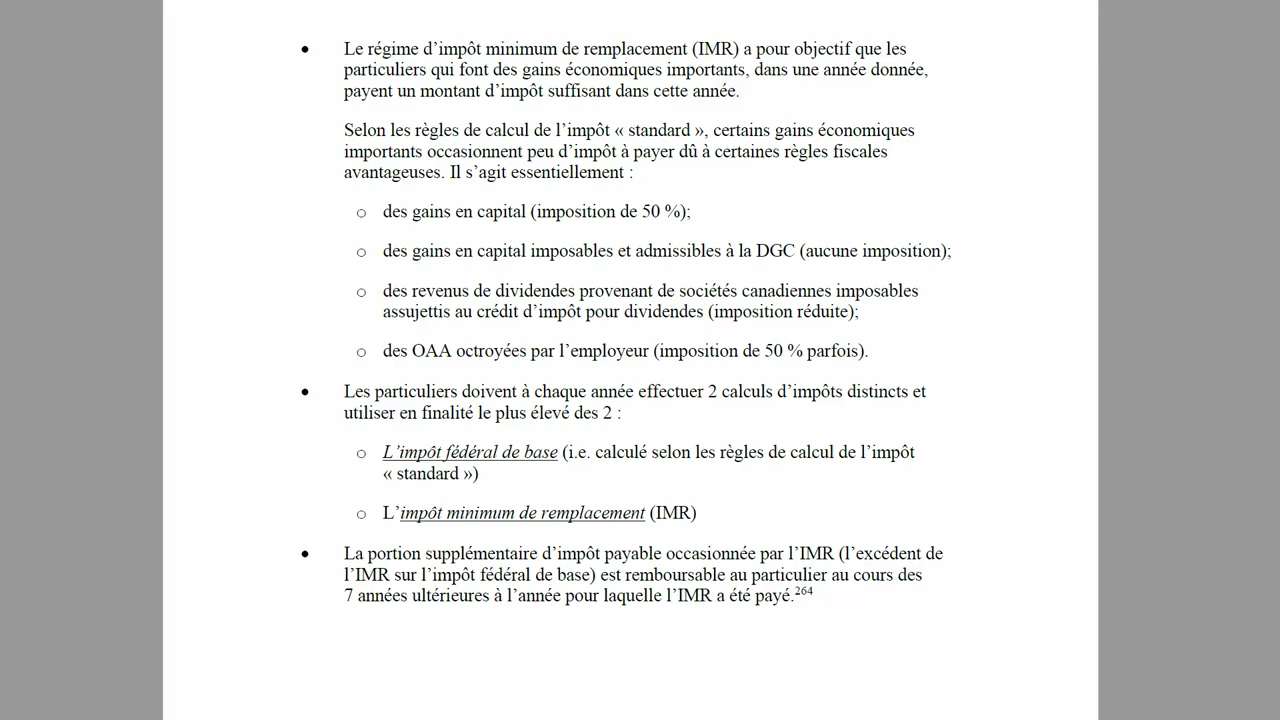 • Le régime d’impôt minimum de remplacement (IMR) a pour objectif que les
particuliers qui font des gains économiques importants, dans une année donnée,
payent un montant d’impôt suffisant dans cette année.
Selon les règles de calcul de l’impôt « standard », certains gains économiques
importants occasionnent peu d’impôt à payer dû à certaines règles fiscales
avantageuses. Il s’agit essentiellement :
o des gains en capital (imposition de 50 %);
o des gains en capital imposables et admissibles à la DGC (aucune imposition);
o des revenus de dividendes provenant de sociétés canadiennes imposables
assujettis au crédit d’impôt pour dividendes (imposition réduite);
o des OAA octroyées par l’employeur (imposition de 50 % parfois).
• Les particuliers doivent à chaque année effectuer 2 calculs d’impôts distincts et
utiliser en finalité le plus élevé des 2 :
o L’impôt fédéral de base (i.e. calculé selon les règles de calcul de l’impôt
« standard »)
o L’impôt minimum de remplacement (IMR)
• La portion supplémentaire d’impôt payable occasionnée par l’IMR (l’excédent de
l’IMR sur l’impôt fédéral de base) est remboursable au particulier au cours des
7 années ultérieures à l’année pour laquelle l’IMR a été payé.264